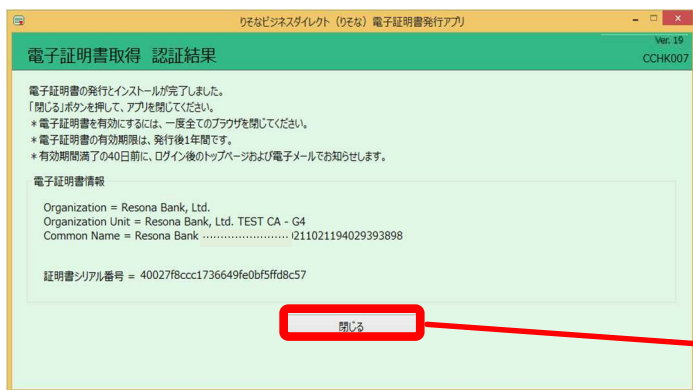 りそなビジネスダイレクト（りそな）電子証明書発行アプリ
Ver. 19
電子証明書取得 認証結果
CCHK007
電子証明書の発行とインストールが完了しました。
「閉じる」ボタンを押して、アプリを閉じてください。
＊電子証明書を有効にするには、一度全てのブラウザを閉じてください。
＊電子証明書の有効期限は、発行後1年間です。
＊有効期間満了の40日前に、ログイン後のトップページおよび電子メールでお知らせします。
電子証明書情報
Organization = Resona Bank, Ltd.
Organization Unit = Resona Bank, Ltd. TEST CA - G4
Common Name = Resona Bank ························ 0211021194029393898
証明書シリアル番号 = 40027f8ccc1736649fe0bf5ffd8c57
閉じる